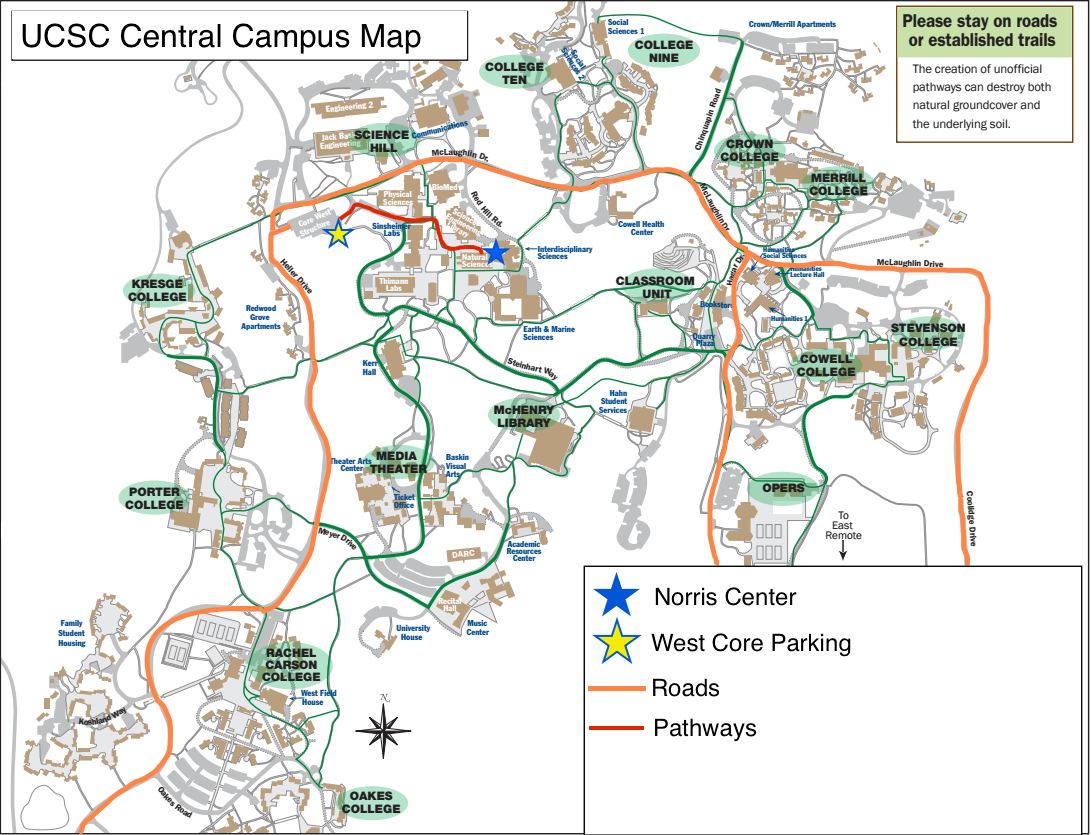 UCSC Central Campus Map
Please stay on roads
or established trails
The creation of unofficial
pathways can destroy both
natural groundcover and
the underlying soil.
Social
Sciences 1
Social
Sciences 2
COLLEGE
NINE
COLLEGE
TEN
Crown/Merrill Apartments
Engineering 2
Engineering
Communications
SCIENCE
HILL
McLaughlin Dr.
Chinquapin Road
CROWN
COLLEGE
MERRILL
COLLEGE
McLaughlin Dr.
Physical
Sciences
BioMed
Red Hill Rd.
Core West
Structure
Sinsheimer
Labs
Science
Engineering
Library
Cowell Health
Center
Interdisciplinary
Sciences
Natural
Sciences
Thimann
Labs
Humanities
Social Sciences
Humanities
Lecture Hall
McLaughlin Drive
Hagar Dr.
Heller Drive
KRESGE
COLLEGE
CLASSROOM
UNIT
Bookstore
Humanities 1
Redwood
Grove
Apartments
Earth & Marine
Sciences
Quarry
Plaza
STEVENSON
COLLEGE
COWELL
COLLEGE
Kerr
Hall
Steinhart Way
Hahn
Student
Services
McHENRY
LIBRARY
Theater Arts
Center
MEDIA
THEATER
Baskin
Visual
Arts
Ticket
Office
PORTER
COLLEGE
OPERS
To
East
Remote
Coolidge Drive
Meyer Drive
DARC
Academic
Resources
Center
Recital
Hall
Music
Center
University
House
Family
Student
Housing
RACHEL
CARSON
COLLEGE
West Field
House
Koshland Way
N.
Oakes Road
OAKES
COLLEGE
Norris Center
West Core Parking
Roads
Pathways